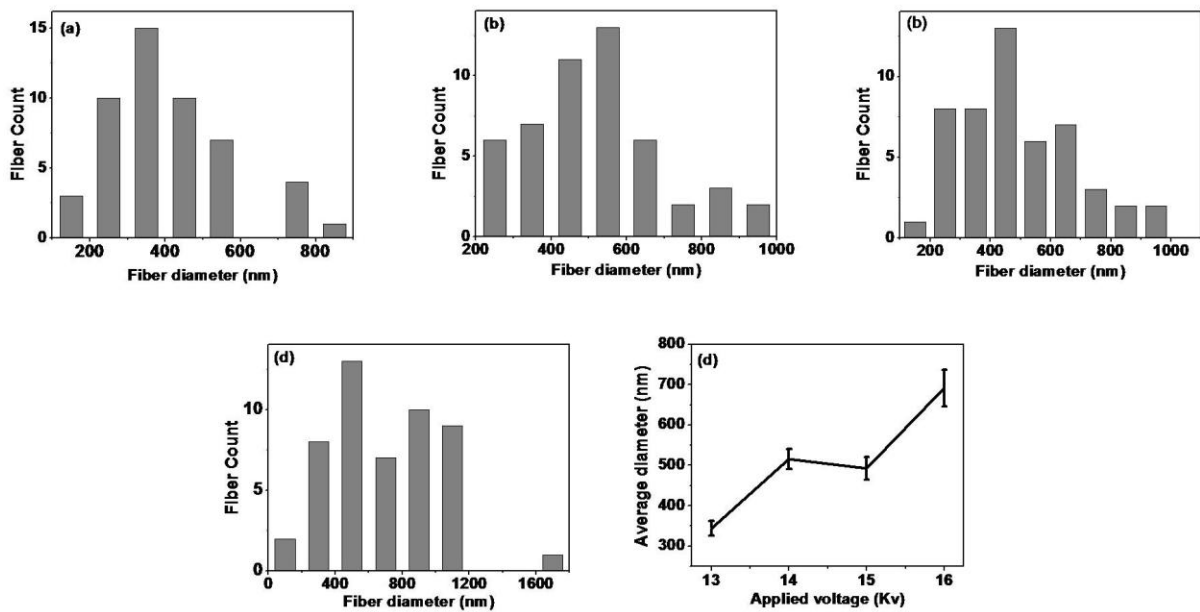 (a)
15
10
5
0
Fiber Count
200 400 600 800
Fiber diameter (nm)
(b)
10
5
0
Fiber Count
200 400 600 800 1000
Fiber diameter (nm)
(b)
10
5
0
Fiber Count
200 400 600 800 1000
Fiber diameter (nm)
(d)
10
5
0
Fiber Count
0 400 800 1200 1600
Fiber diameter (nm)
(d)
800
700
600
500
400
300
Average diameter (nm)
13 14 15 16
Applied voltage (Kv)